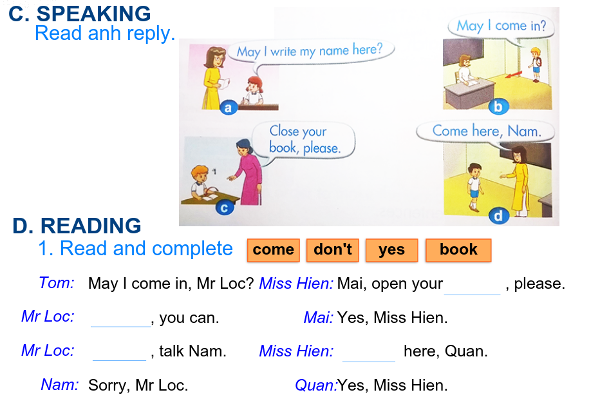 C. SPEAKING
Read anh reply.
May I write my name here?
a
May I come in?
b
Close your
book, please.
1
c
Come here, Nam.
d
D. READING
1. Read and complete
come don't yes book
Tom: May I come in, Mr Loc? Miss Hien: Mai, open your , please.
Mr Loc: , you can. Mai: Yes, Miss Hien.
Mr Loc: , talk Nam. Miss Hien: here, Quan.
Nam: Sorry, Mr Loc. Quan:Yes, Miss Hien.